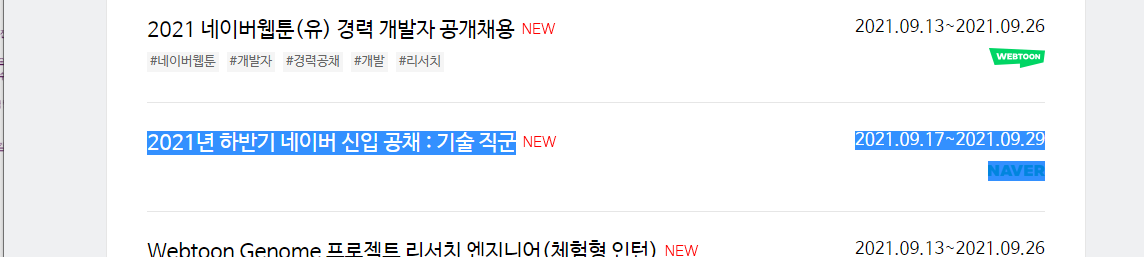 2021 네이버웹툰(유) 경력 개발자 공개채용 NEW 2021.09.13~2021.09.26
#네이버웹툰 #개발자 #경력공채 #개발 #리서치 WEBTOON
2021년 하반기 네이버 신입 공채 : 기술 직군 NEW 2021.09.17~2021.09.29
NAVER
Webtoon Genome 프로젝트 리서치 엔지니어(체험형 인턴) NEW 2021.09.13~2021.09.26